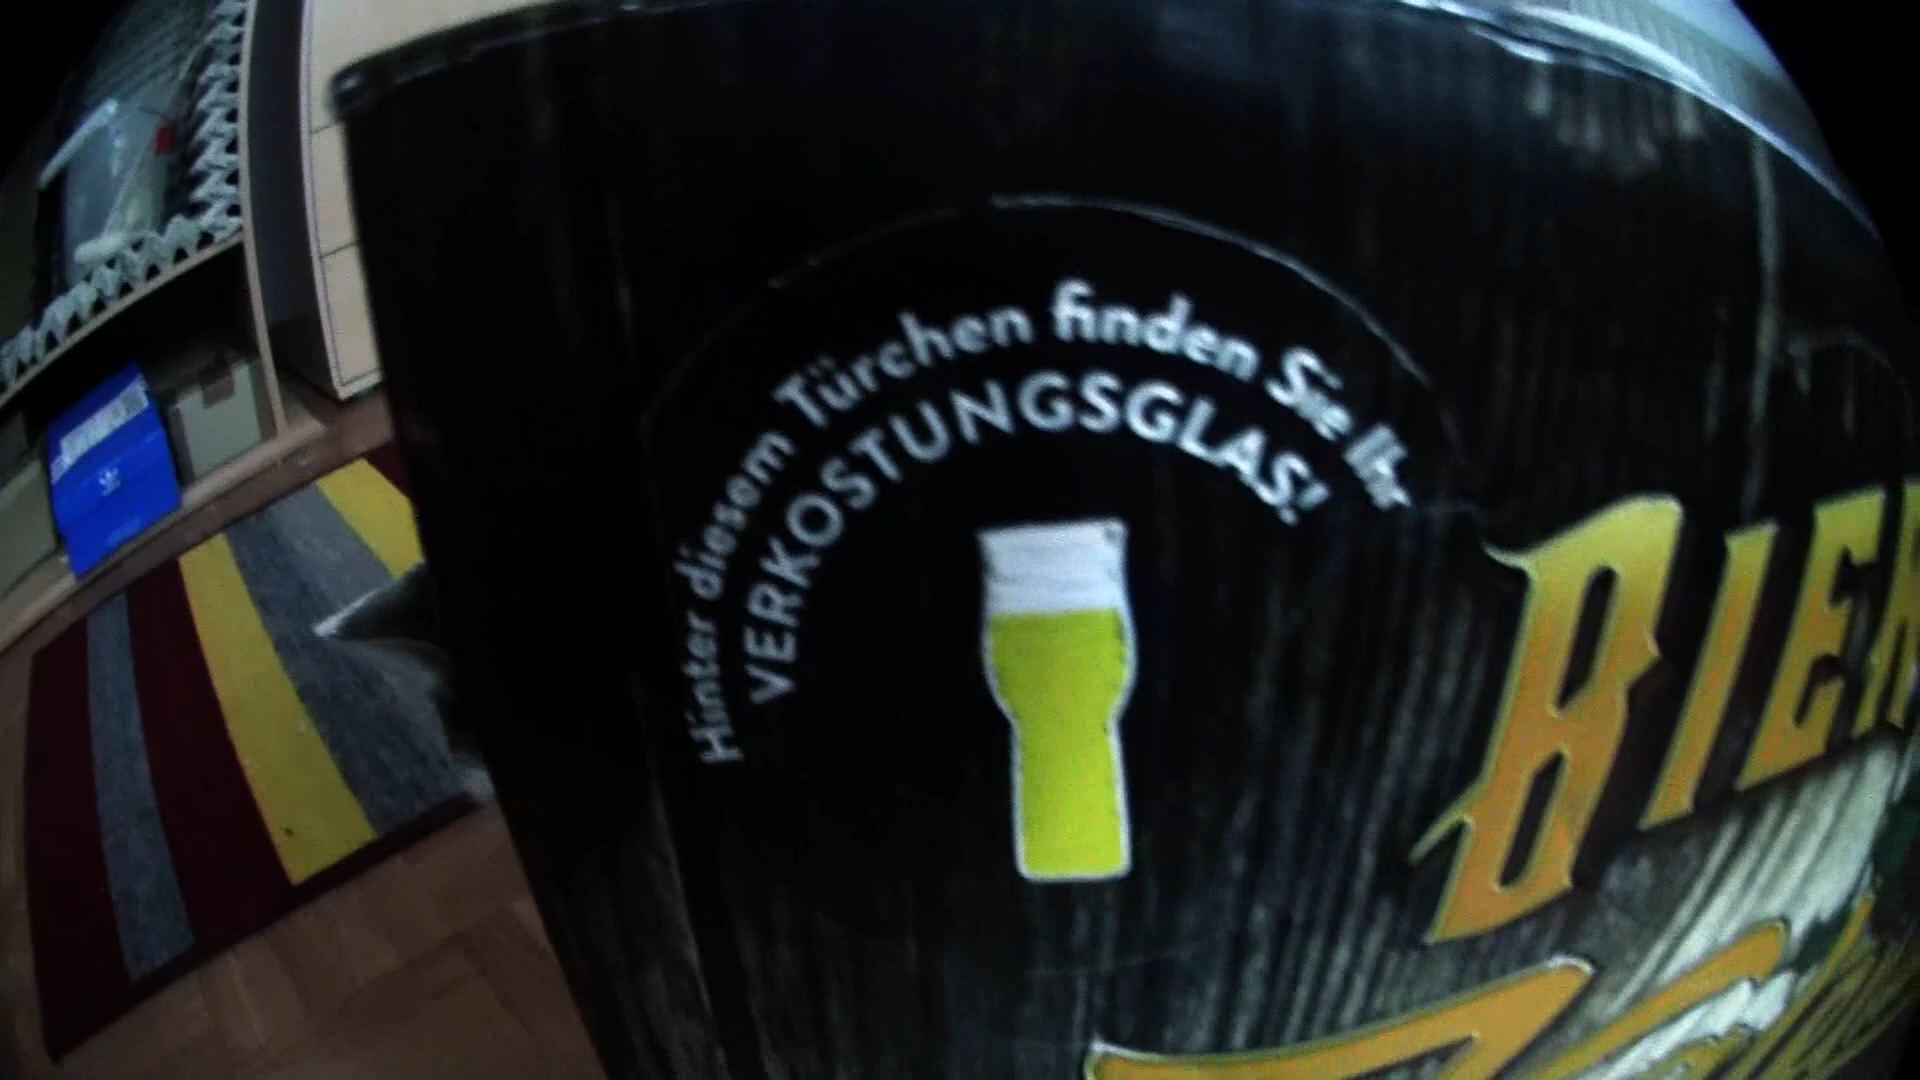 Hinter diesem Türchen finden Sie Ihr
VERKOSTUNGSGLAS!
BIER